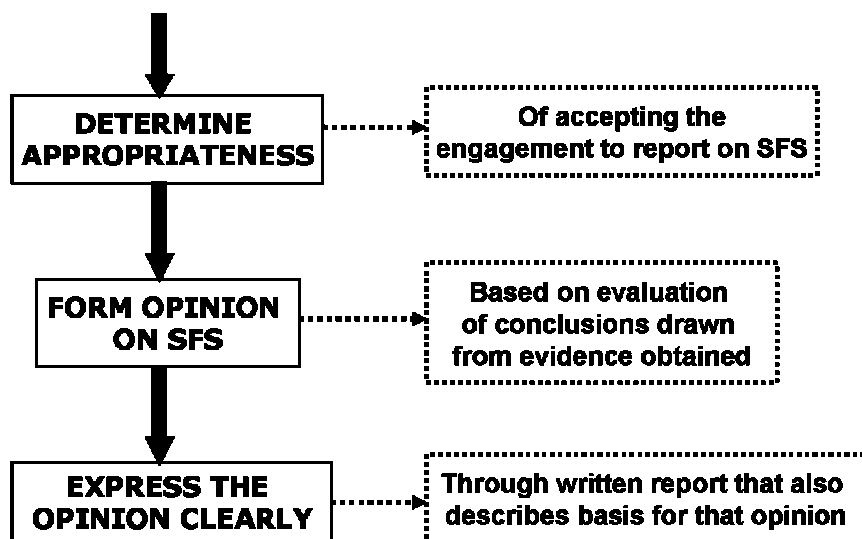 DETERMINE
APPROPRIATENESS
Of accepting the
engagement to report on SFS
FORM OPINION
ON SFS
Based on evaluation
of conclusions drawn
from evidence obtained
EXPRESS THE
OPINION CLEARLY
Through written report that also
describes basis for that opinion